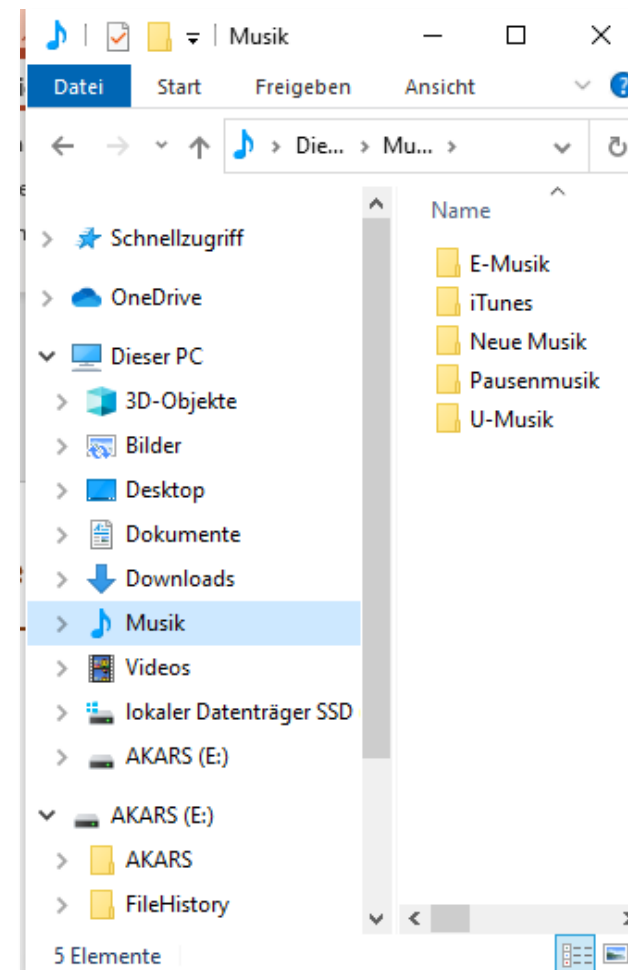 Musik
Datei Start Freigeben Ansicht
Die... Mu...
Name
Schnellzugriff
OneDrive
Dieser PC
3D-Objekte
Bilder
Desktop
Dokumente
Downloads
Musik
Videos
lokaler Datenträger SSD
AKARS (E:)
AKARS (E:)
AKARS
FileHistory
E-Musik
iTunes
Neue Musik
Pausenmusik
U-Musik
5 Elemente